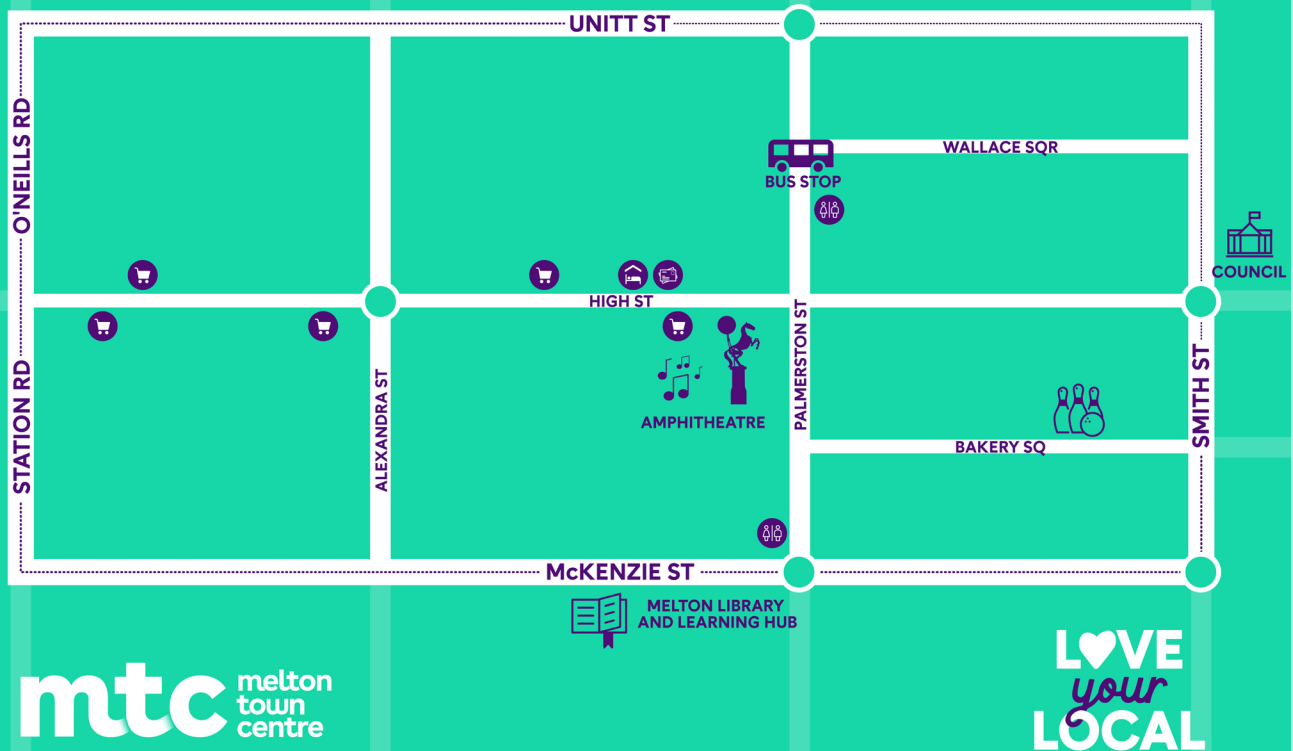 UNITT ST
O'NEILLS RD
WALLACE SQR
BUS STOP
COUNCIL
HIGH ST
PALMERSTON ST
STATION RD
ALEXANDRA ST
SMITH ST
AMPHITHEATRE
BAKERY SQ
McKENZIE ST
MELTON LIBRARY
AND LEARNING HUB
mtc
melton
town
centre
LOVE
your
LOCAL